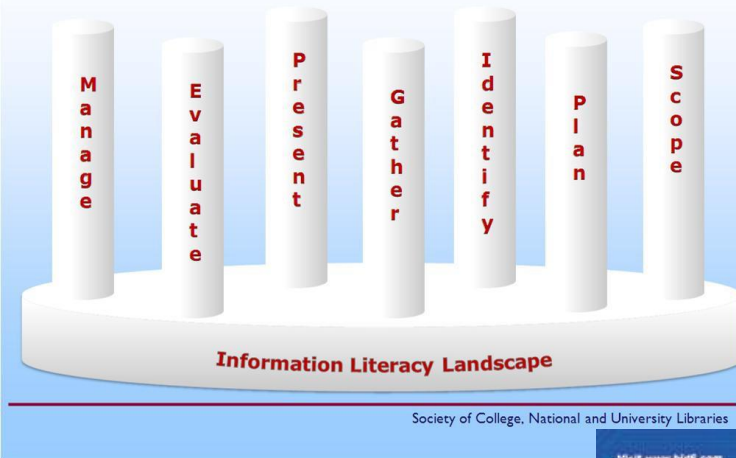 Manage
Evaluate
Present
Gather
Identify
Plan
Scope
Information Literacy Landscape
Society of College, National and University Libraries